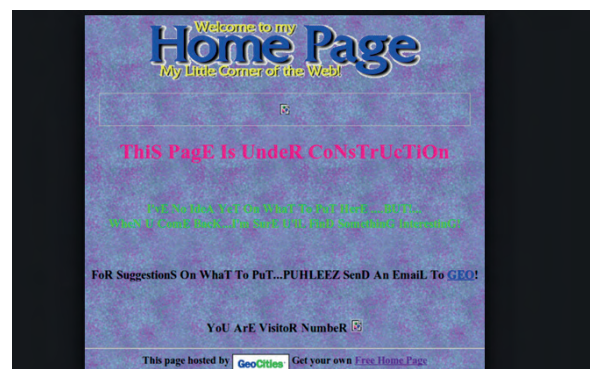 Welcome to my
Home Page
My Little Corner of the Web!
ThiS PagE Is UndeR CoNsTrUcTiOn
FoR SuggestionS On WhaT To PuT...PUHLEEZ SenD An EmaiL To GEO!
YoU ArE VisitoR NumbeR
This page hosted by GeoCities Get your own Free Home Page